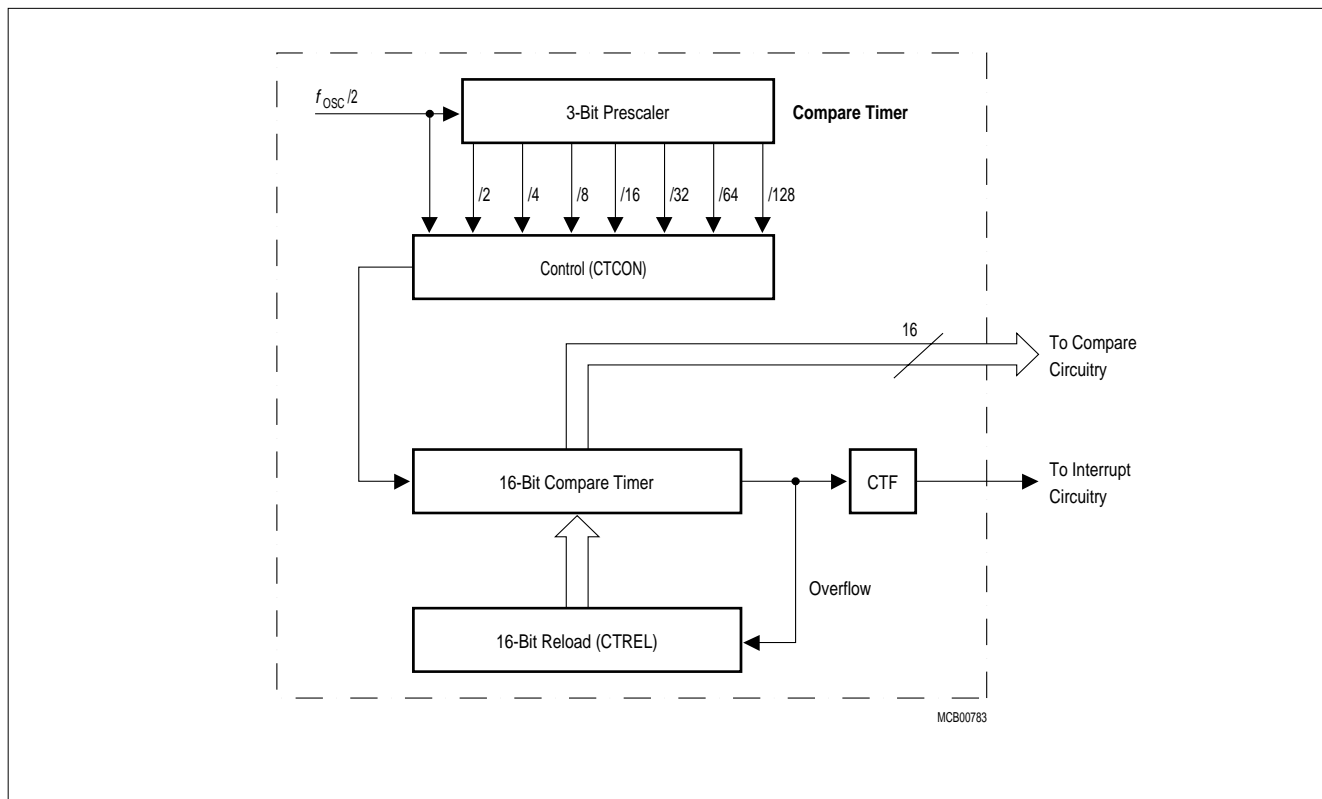 f OSC /2
3-Bit Prescaler
Compare Timer
/2
/4
/8
/16
/32
/64
/128
Control (CTCON)
16
To Compare
Circuitry
16-Bit Compare Timer
CTF
To Interrupt
Circuitry
Overflow
16-Bit Reload (CTREL)
MCB00783